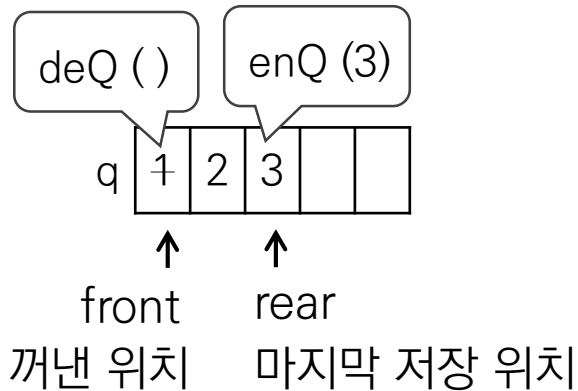 deQ ( )
enQ (3)
q 1 2 3
front
rear
꺼낸 위치
마지막 저장 위치